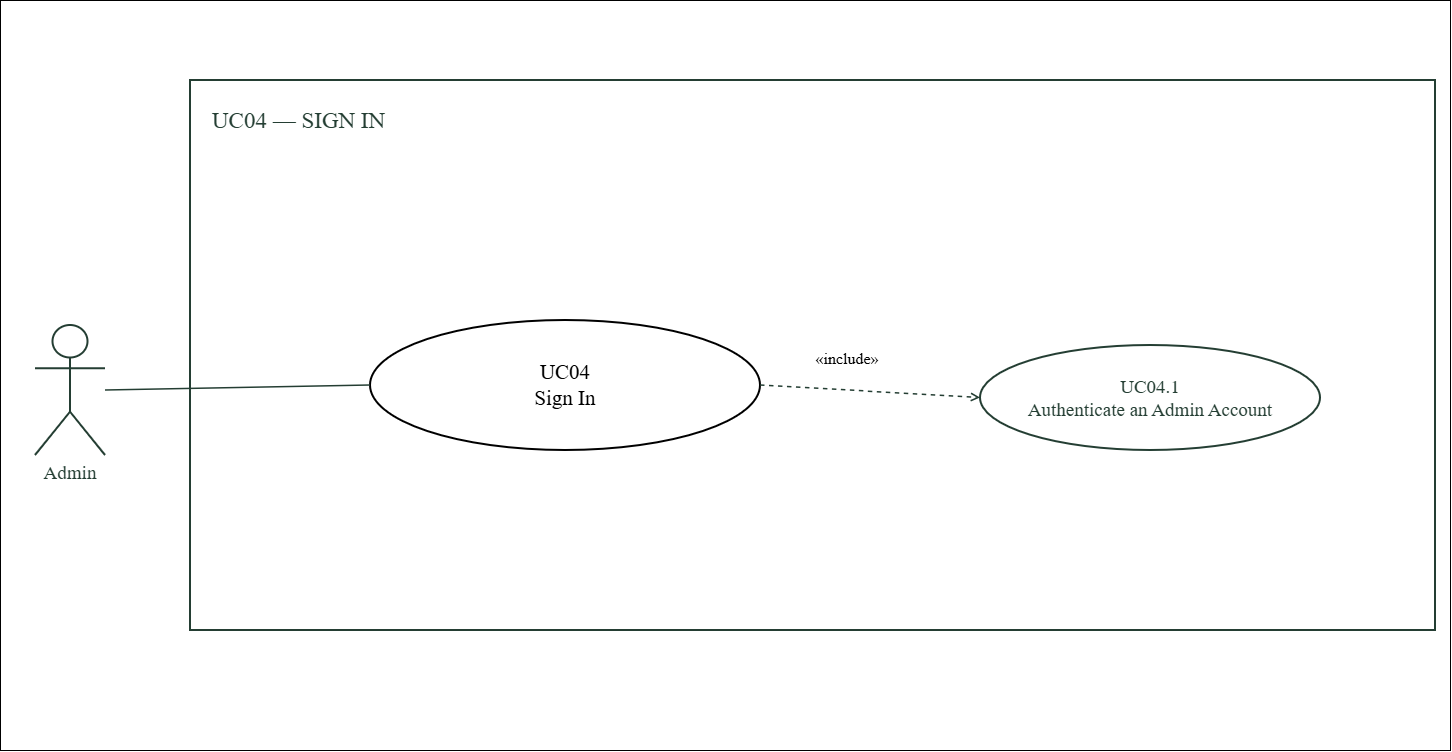 UC04 — SIGN IN
UC04
Sign In
«include»
UC04.1
Authenticate an Admin Account
Admin